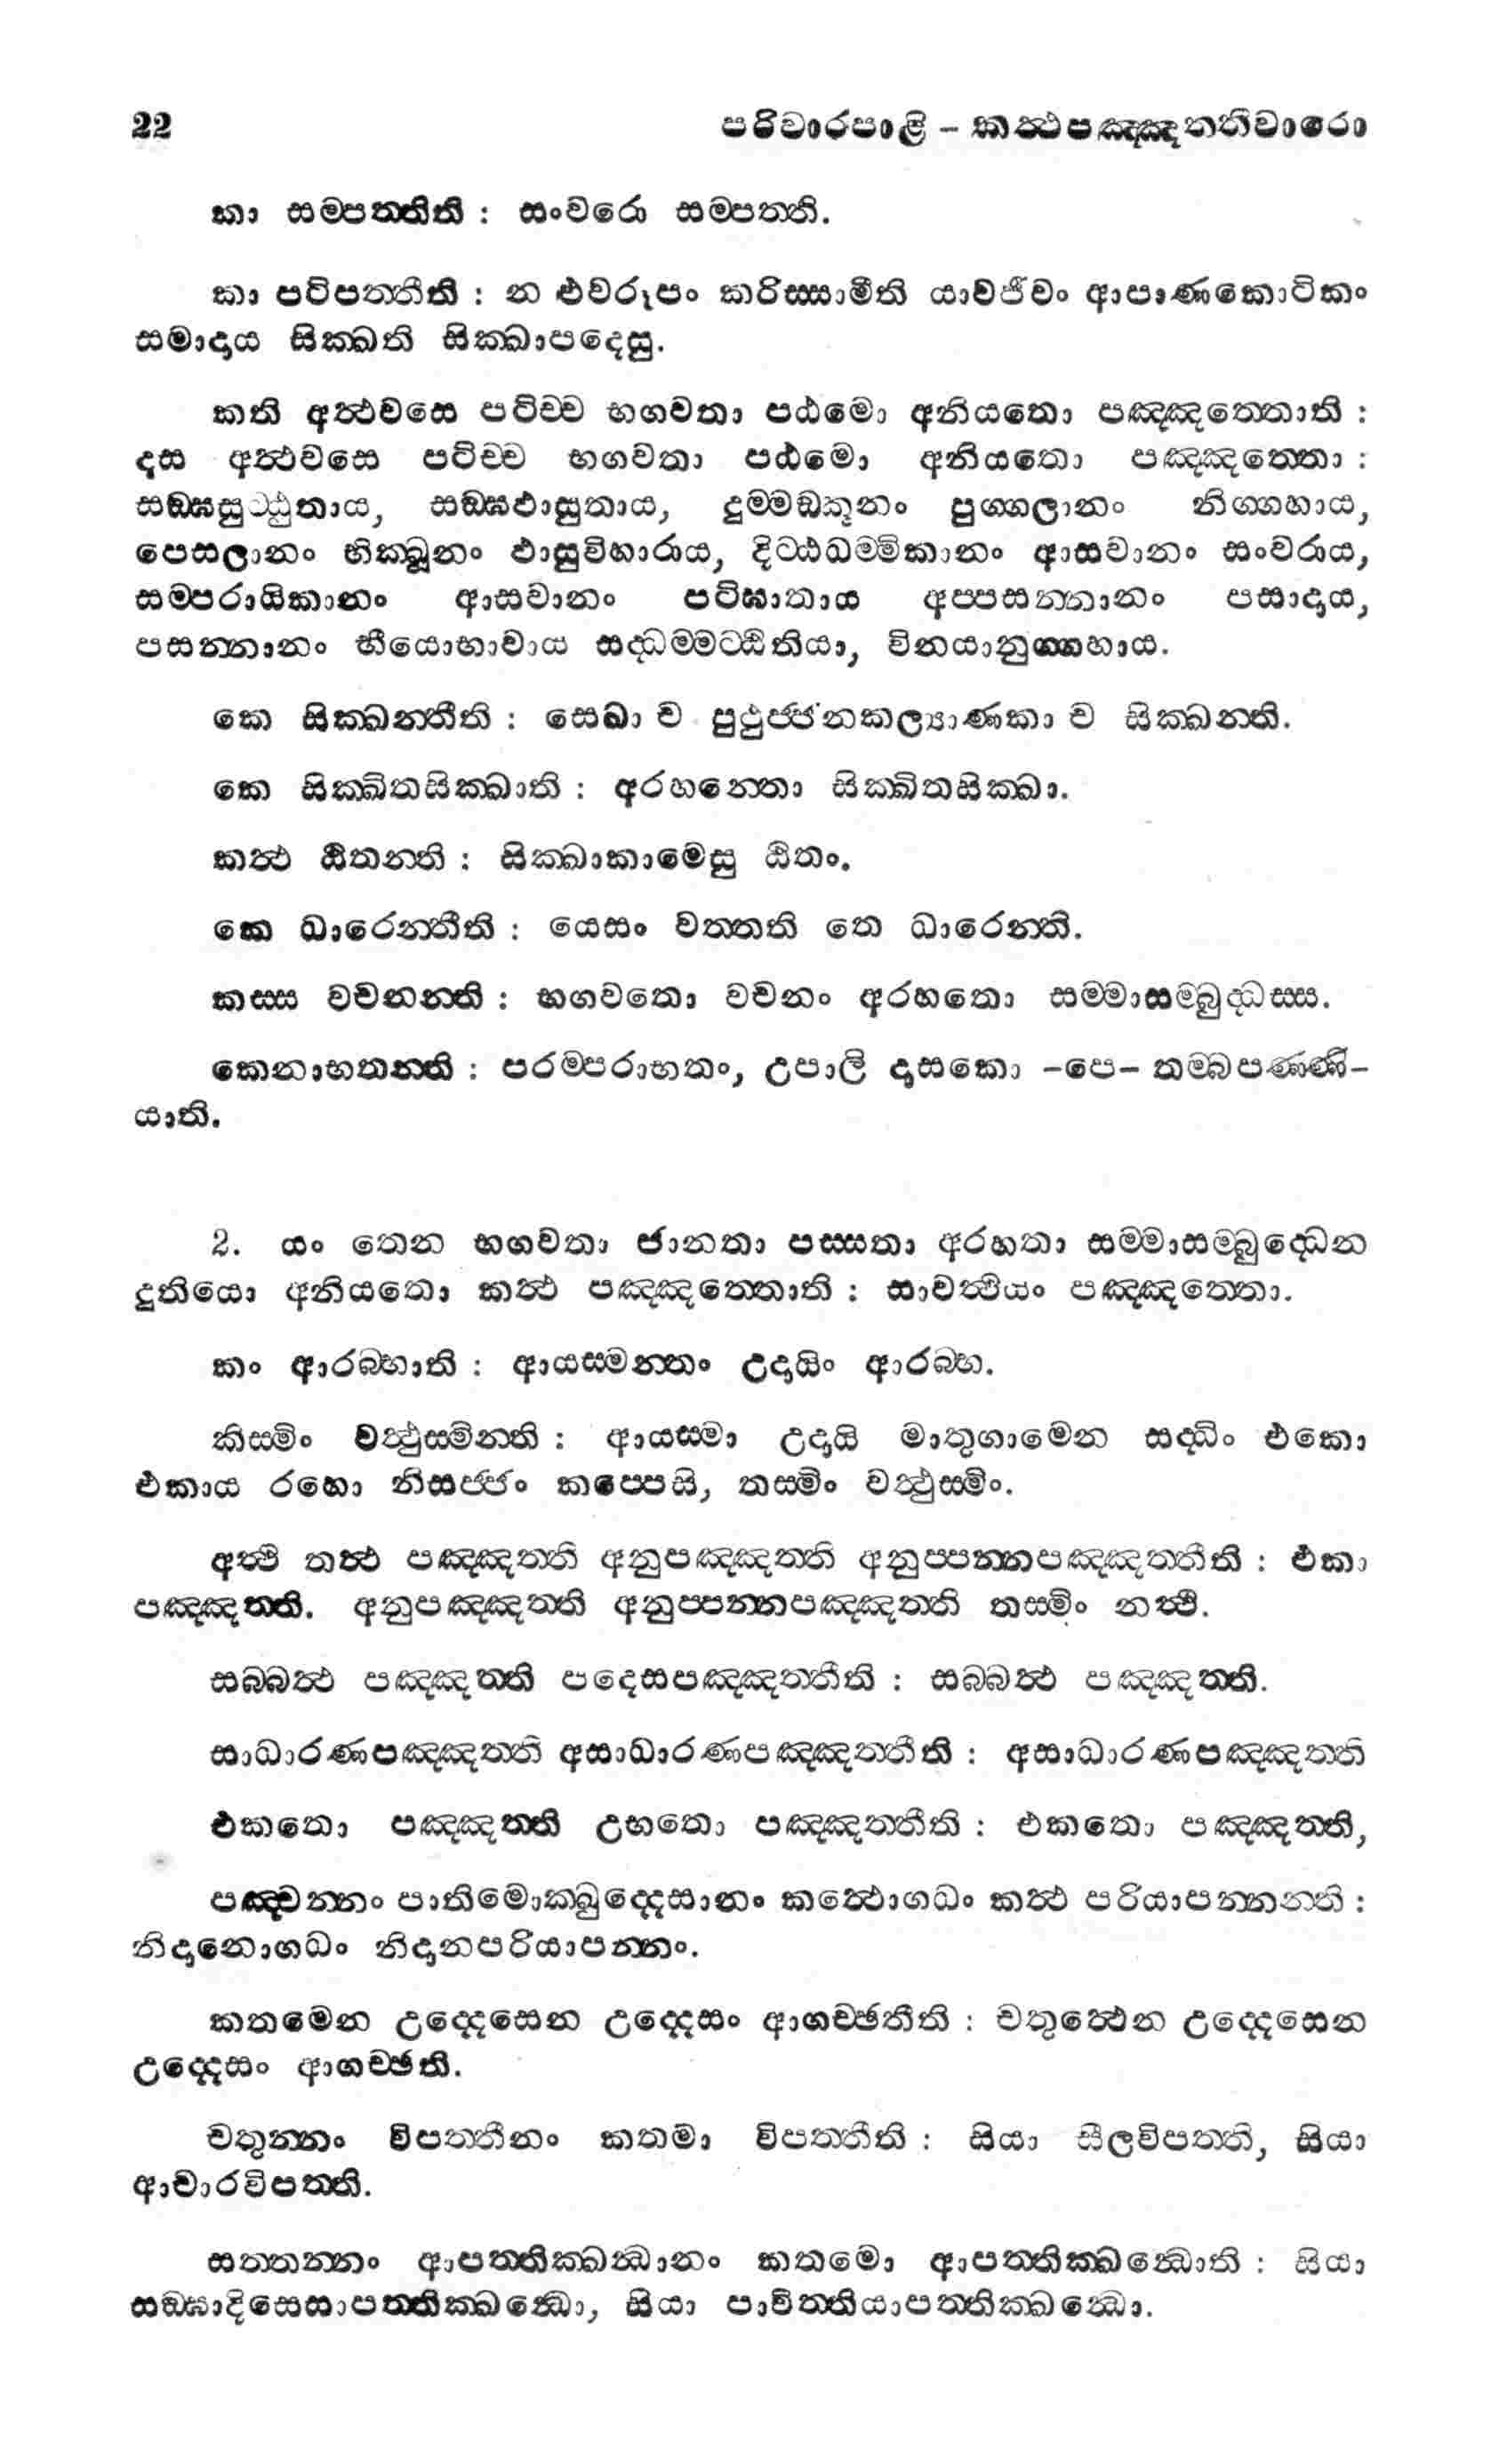 22 පරිවාරපාළි – කත්‍ථපඤ්ඤත්තිවාරො
කා සම්පත්තීති : සංවරො සම්පත්ති.
කා පටිපත්තීති : න එවරූපං කරිස්සාමීති යාවජීවං ආපාණකොටිකං
සමාදාය සික්ඛති සික්ඛාපදෙසු.
කති අත්‍ථවසෙ පටිච්ච භගවතා පඨමො අනියතො පඤ්ඤත්තොති :
දස අත්‍ථවසෙ පටිච්ච භගවතා පඨමො අනියතො පඤ්ඤත්තො :
සඞ්ඝසුට්ඨුතාය, සඞ්ඝඵාසුතාය, දුම්මඞ්කූනං පුග්ගලානං නිග්ගහාය,
පෙසලානං භික්ඛූනං ඵාසුවිහාරාය, දිට්ඨධම්මිකානං ආසවානං සංවරාය,
සම්පරායිකානං ආසවානං පටිඝාතාය අප්පසන්නානං පසාදාය,
පසන්නානං භීයොභාවාය සද්ධම්මට්ඨිතියා, විනයානුග්ගහාය.
කෙ සික්ඛන්තීති : සෙඛා ච පුථුජ්ජනකල්‍යාණකා ච සික්ඛන්ති.
කෙ සික්ඛිතසික්ඛාති : අරහන්තො සික්ඛිතසික්ඛා.
කත්‍ථ ඨිතන්ති : සික්ඛාකාමෙසු ඨිතං.
කෙ ධාරෙන්තීති : යෙසං වත්තති තෙ ධාරෙන්ති.
කස්ස වචනන්ති : භගවතො වචනං අරහතො සම්මාසම්බුද්ධස්ස.
කෙනාභතන්ති : පරම්පරාභතං, උපාලි දාසකො –පෙ– තම්බපණ්ණි–
යාති.
2. යං තෙන භගවතා ජානතා පස්සතා අරහතා සම්මාසම්බුද්ධෙන
දුතියො අනියතො කත්‍ථ පඤ්ඤත්තොති : සාවත්‍ථියං පඤ්ඤත්තො.
කං ආරබ්භාති : ආයස්මන්තං උදායිං ආරබ්භ.
කිස්මිං වත්‍ථුස්මින්ති : ආයස්මා උදායි මාතුගාමෙන සද්ධිං එකො
එකාය රහො නිසජ්ජං කප්පෙසි, තස්මිං වත්‍ථුස්මිං.
අත්‍ථි තත්‍ථ පඤ්ඤත්ති අනුපඤ්ඤත්ති අනුප්පන්නපඤ්ඤත්තීති : එකා
පඤ්ඤත්ති. අනුපඤ්ඤත්ති අනුප්පන්නපඤ්ඤත්ති තස්මිං නත්‍ථි.
සබ්බත්‍ථ පඤ්ඤත්ති පදෙසපඤ්ඤත්තීති : සබ්බත්‍ථ පඤ්ඤත්ති.
සාධාරණපඤ්ඤත්ති අසාධාරණපඤ්ඤත්තීති : අසාධාරණපඤ්ඤත්ති
එකතො පඤ්ඤත්ති උභතො පඤ්ඤත්තීති : එකතො පඤ්ඤත්ති,
පඤ්චන්නං පාතිමොක්ඛුද්දෙසානං කත්‍ථොගධං කත්‍ථ පරියාපන්නන්ති :
නිදානොගධං නිදානපරියාපන්නං.
කතමෙන උද්දෙසෙන උද්දෙසං ආගච්ඡතීති : චතුත්‍ථෙන උද්දෙසෙන
උද්දෙසං ආගච්ඡති.
චතුන්නං විපත්තීනං කතමා විපත්තීති : සියා සීලවිපත්ති, සියා
ආචාරවිපත්ති.
සත්තන්නං ආපත්තික්ඛන්‍ධානං කතමො ආපත්තික්ඛන්‍ධොති : සියා
සඞ්ඝාදිසෙසාපත්තික්ඛන්‍ධො, සියා පාචිත්තියාපත්තික්ඛන්‍ධො.